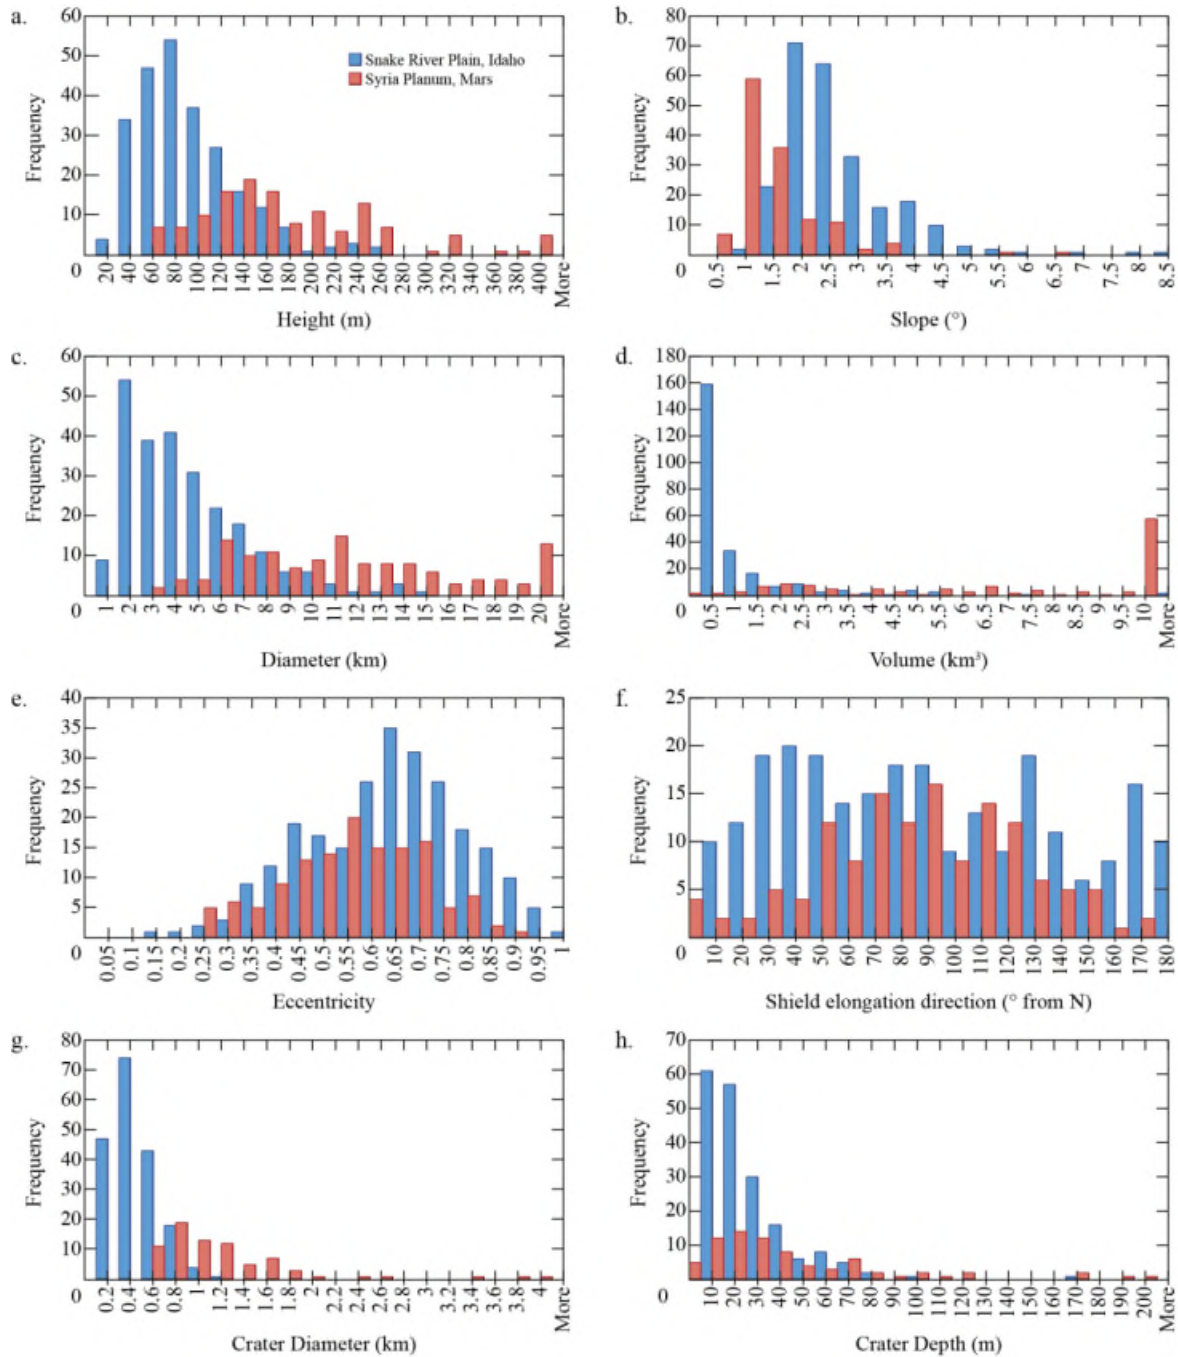 a.
60
50
40
30
20
10
0
Frequency
Snake River Plain, Idaho
Syria Planum, Mars
20 40 60 80 100 120 140 160 180 200 220 240 260 280 300 320 340 360 380 400 More
Height (m)
b.
80
70
60
50
40
30
20
10
0
Frequency
0.5 1 1.5 2 2.5 3 3.5 4 4.5 5 5.5 6 6.5 7 7.5 8 8.5
Slope (°)
c.
60
50
40
30
20
10
0
Frequency
1 2 3 4 5 6 7 8 9 10 11 12 13 14 15 16 17 18 19 20 More
Diameter (km)
d.
180
160
140
120
100
80
60
40
20
0
Frequency
0.5 1 1.5 2 2.5 3 3.5 4 4.5 5 5.5 6 6.5 7 7.5 8 8.5 9 9.5 10 More
Volume (km³)
e.
40
35
30
25
20
15
10
5
0
Frequency
0.05 0.1 0.15 0.2 0.25 0.3 0.35 0.4 0.45 0.5 0.55 0.6 0.65 0.7 0.75 0.8 0.85 0.9 0.95 1
Eccentricity
f.
25
20
15
10
5
0
Frequency
10 20 30 40 50 60 70 80 90 100 110 120 130 140 150 160 170 180
Shield elongation direction (° from N)
g.
80
70
60
50
40
30
20
10
0
Frequency
0.2 0.4 0.6 0.8 1 1.2 1.4 1.6 1.8 2 2.2 2.4 2.6 2.8 3 3.2 3.4 3.6 3.8 4 More
Crater Diameter (km)
h.
70
60
50
40
30
20
10
0
Frequency
10 20 30 40 50 60 70 80 90 100 110 120 130 140 150 160 170 180 190 200 More
Crater Depth (m)